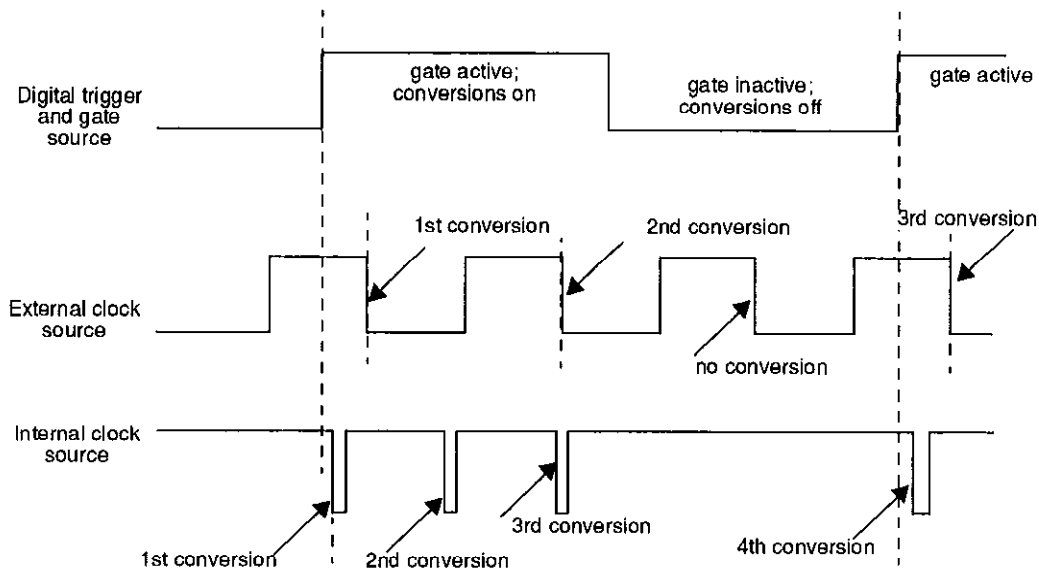 Digital trigger
and gate
source
gate active;
conversions on
gate inactive;
conversions off
gate active
External clock
source
1st conversion
2nd conversion
no conversion
3rd conversion
Internal clock
source
1st conversion
2nd conversion
3rd conversion
4th conversion